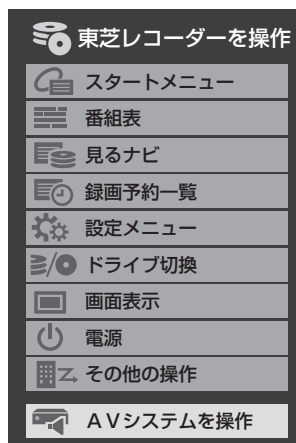 東芝レコーダーを操作
スタートメニュー
番組表
見るナビ
録画予約一覧
設定メニュー
ドライブ切換
画面表示
電源
その他の操作
AVシステムを操作